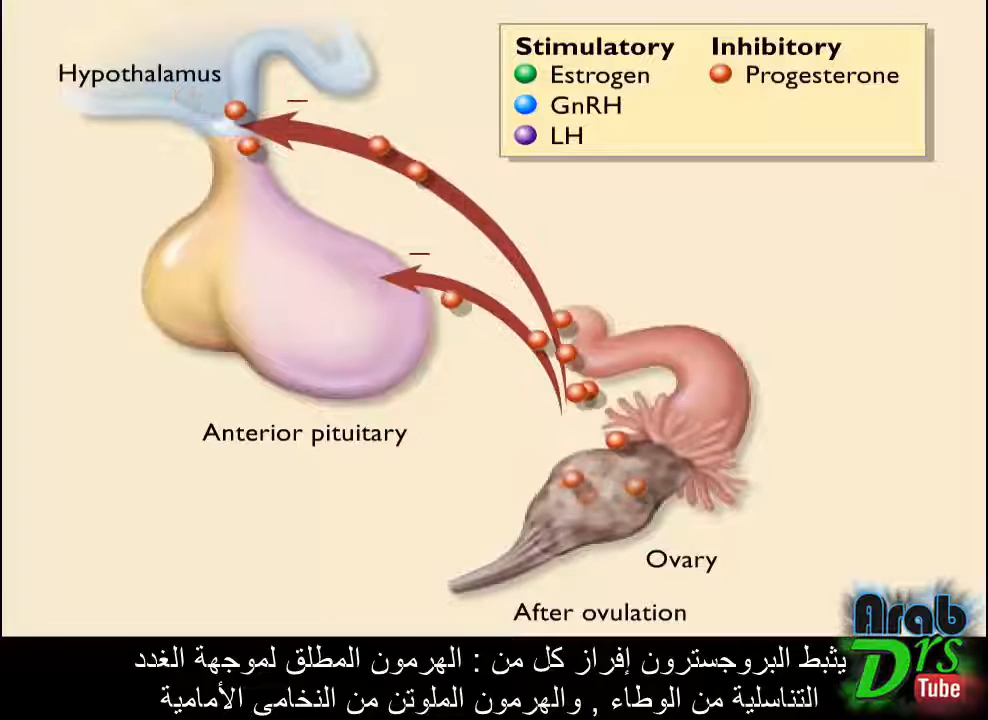 Hypothalamus
Stimulatory
Estrogen
GnRH
LH
Inhibitory
Progesterone
Anterior pituitary
Ovary
After ovulation
يثبط البروجسترون إفراز كل من : الهرمون المطلق لموجهة الغدد
التناسلية من الوطاء , والهرمون الملوتن من النخامى الأمامية
Arab
Drs
Tube